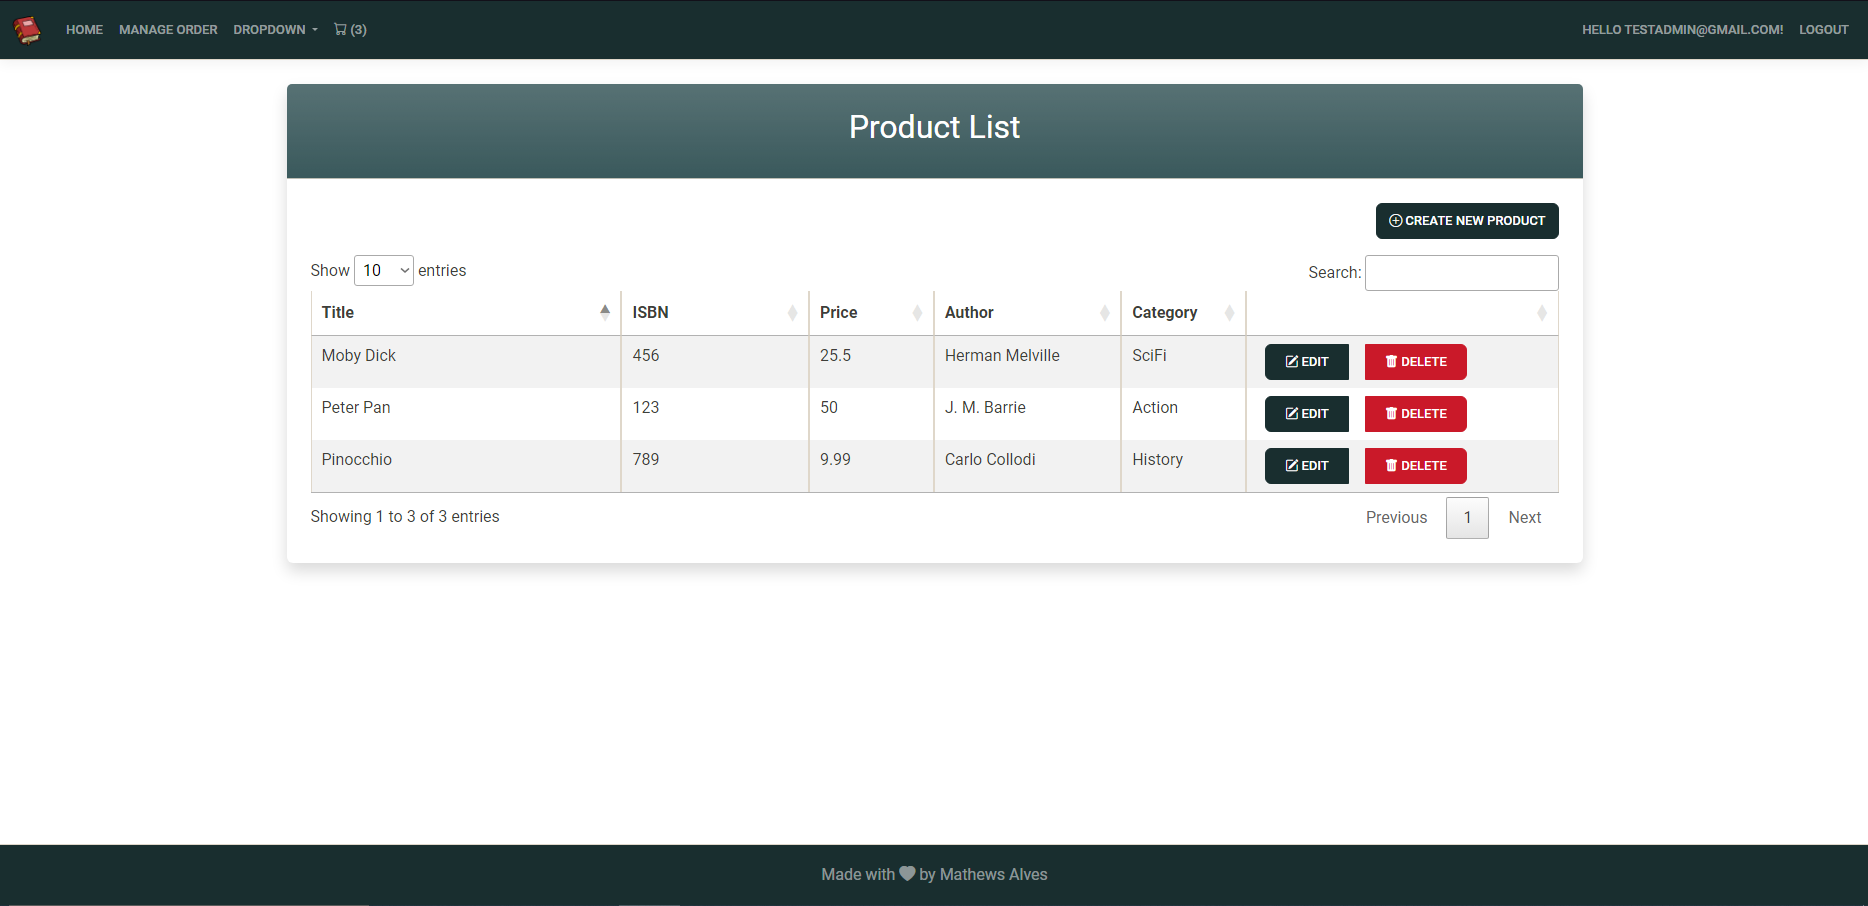 HOME MANAGE ORDER DROPDOWN (3) HELLO TESTADMIN@GMAIL.COM! LOGOUT
Product List
CREATE NEW PRODUCT
Show 10 entries Search:
Title ISBN Price Author Category
Moby Dick 456 25.5 Herman Melville SciFi EDIT DELETE
Peter Pan 123 50 J. M. Barrie Action EDIT DELETE
Pinocchio 789 9.99 Carlo Collodi History EDIT DELETE
Showing 1 to 3 of 3 entries Previous 1 Next
Made with by Mathews Alves